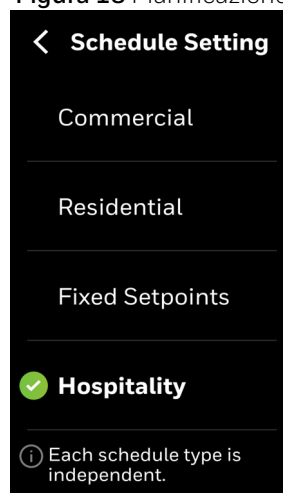 Schedule Setting
Commercial
Residential
Fixed Setpoints
Hospitality
Each schedule type is
independent.